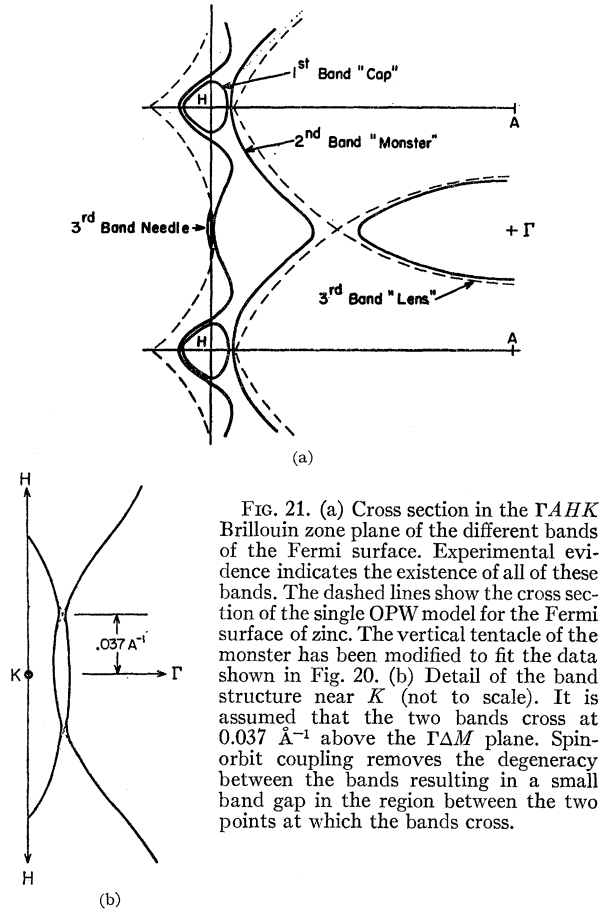 1st Band "Cap"
H
A
2nd Band "Monster"
3rd Band Needle
+ Γ
3rd Band "Lens"
H
A
(a)
H
.037 A⁻¹
K
Γ
H
(b)
FIG. 21. (a) Cross section in the ΓAHK
Brillouin zone plane of the different bands
of the Fermi surface. Experimental evi-
dence indicates the existence of all of these
bands. The dashed lines show the cross sec-
tion of the single OPW model for the Fermi
surface of zinc. The vertical tentacle of the
monster has been modified to fit the data
shown in Fig. 20. (b) Detail of the band
structure near K (not to scale). It is
assumed that the two bands cross at
0.037 Å⁻¹ above the ΓΔM plane. Spin-
orbit coupling removes the degeneracy
between the bands resulting in a small
band gap in the region between the two
points at which the bands cross.